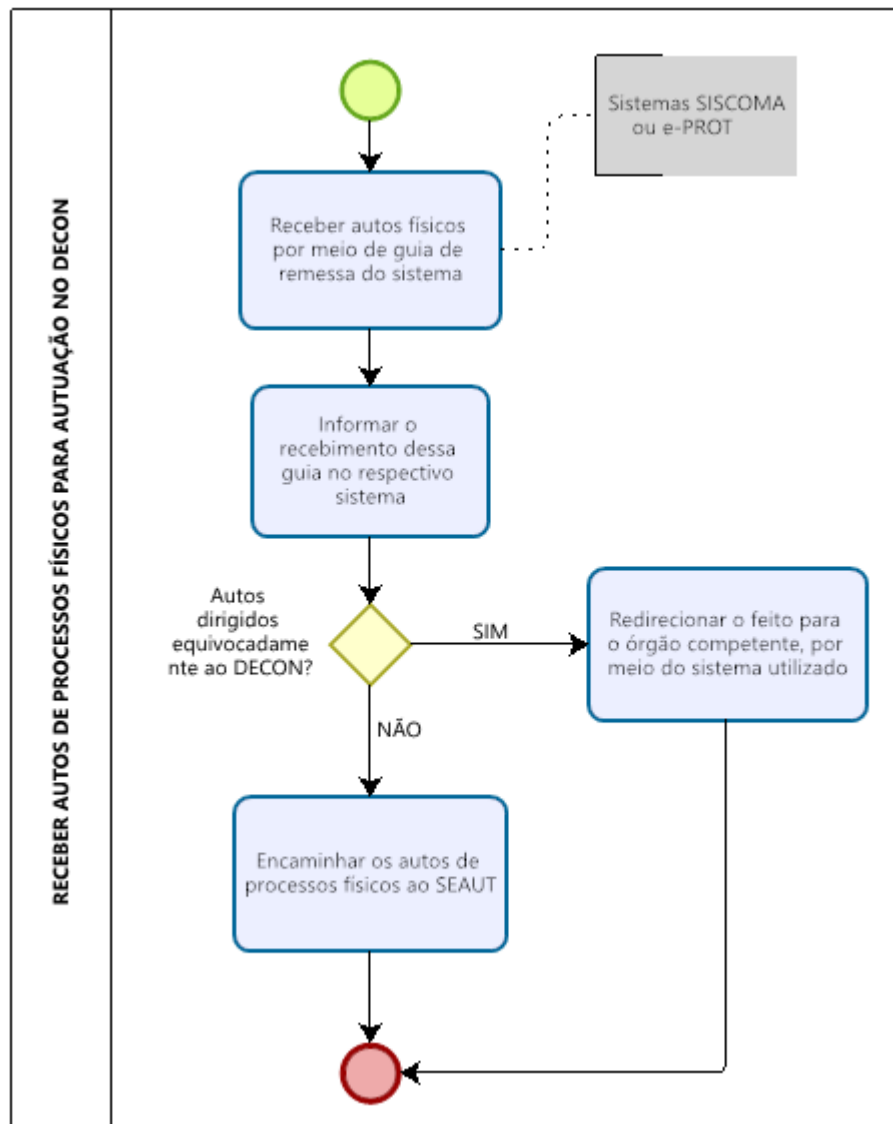 RECEBER AUTOS DE PROCESSOS FÍSICOS PARA AUTUAÇÃO NO DECON
Sistemas SISCOMA
ou e-PROT
Receber autos físicos
por meio de guia de
remessa do sistema
Informar o
recebimento dessa
guia no respectivo
sistema
Autos
dirigidos
equivocadame
nte ao DECON?
SIM
Redirecionar o feito para
o órgão competente, por
meio do sistema utilizado
NÃO
Encaminhar os autos de
processos físicos ao SEAUT